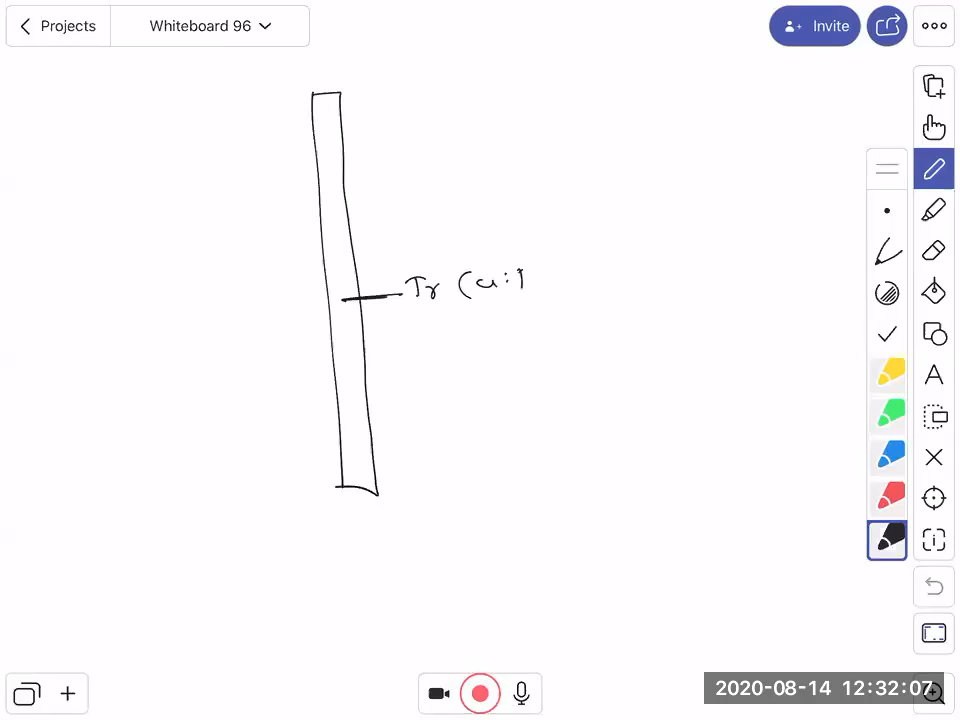 Projects
Whiteboard 96
Invite
Tr (a:)
2020-08-14 12:32:07